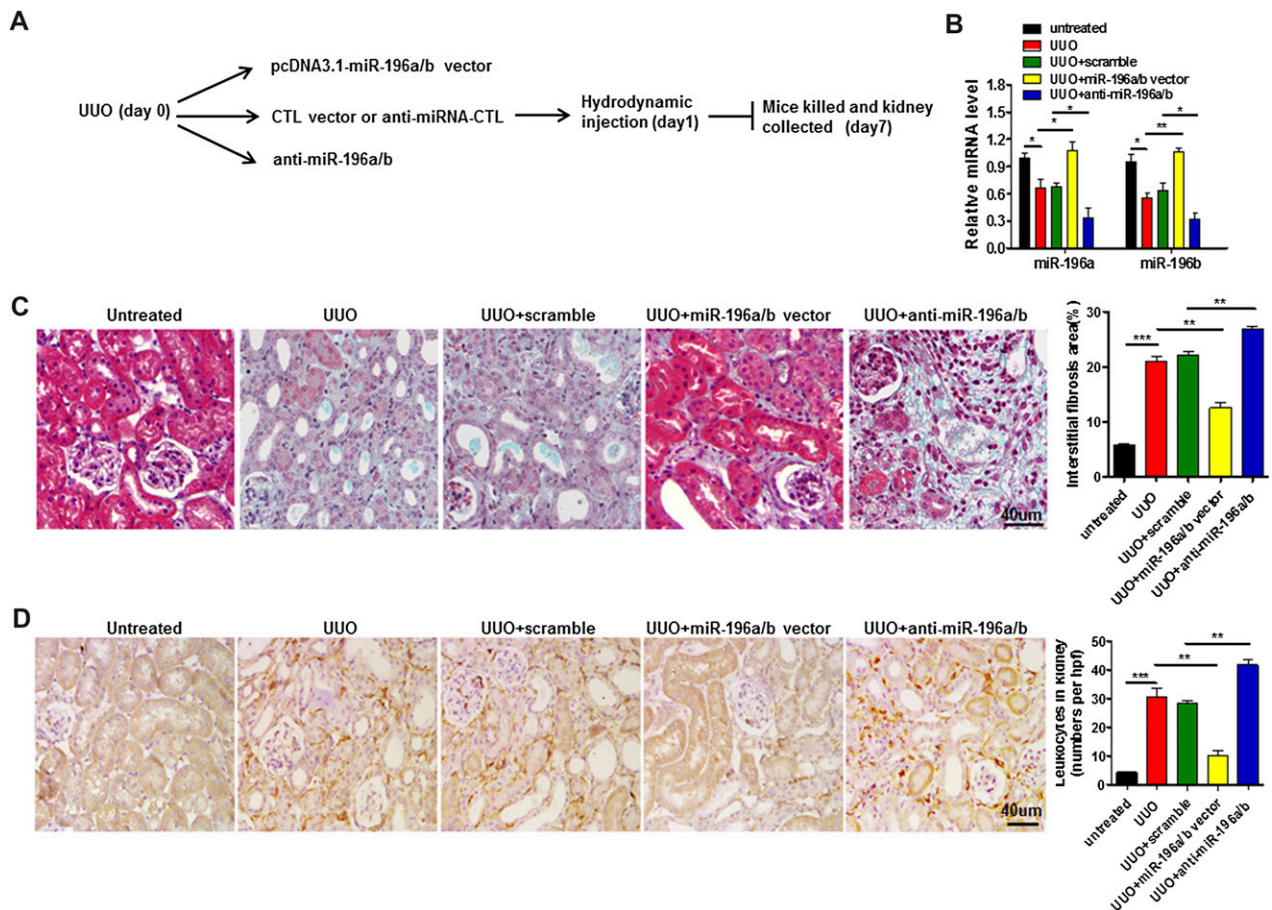 A
pcDNA3.1-miR-196a/b vector
UUO (day 0)
CTL vector or anti-miRNA-CTL
anti-miR-196a/b
Hydrodynamic
injection (day1)
Mice killed and kidney
collected (day7)
B
untreated
UUO
UUO+scramble
UUO+miR-196a/b vector
UUO+anti-miR-196a/b
Relative miRNA level
1.8
1.5
1.2
0.9
0.6
0.3
0.0
* * *
* ** *
miR-196a
miR-196b
C
Untreated
UUO
UUO+scramble
UUO+miR-196a/b vector
UUO+anti-miR-196a/b
40um
Interstitial fibrosis area(%)
30
20
10
0
*** ** **
untreated
UUO
UUO+scramble
UUO+miR-196a/b vector
UUO+anti-miR-196a/b
D
Untreated
UUO
UUO+scramble
UUO+miR-196a/b vector
UUO+anti-miR-196a/b
40um
Leukocytes in kidney
(numbers per hpf)
50
40
30
20
10
0
*** ** **
untreated
UUO
UUO+scramble
UUO+miR-196a/b vector
UUO+anti-miR-196a/b